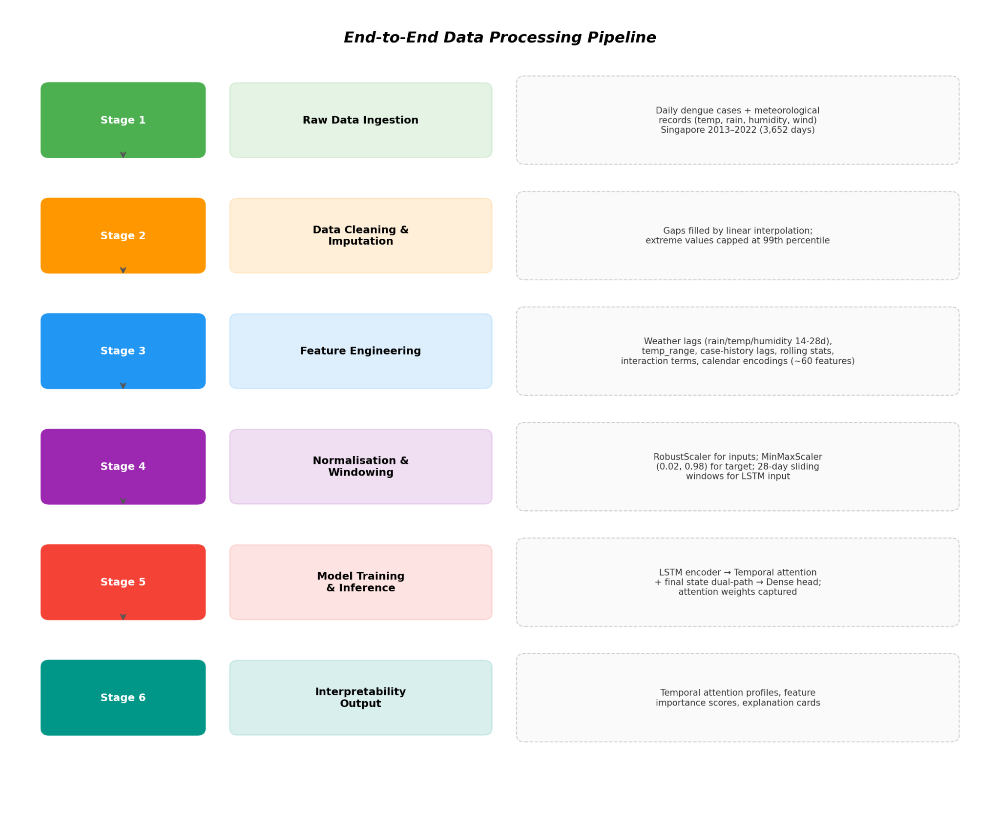 End-to-End Data Processing Pipeline
Stage 1
Raw Data Ingestion
Daily dengue cases + meteorological
records (temp, rain, humidity, wind)
Singapore 2013–2022 (3,652 days)
Stage 2
Data Cleaning &
Imputation
Gaps filled by linear interpolation;
extreme values capped at 99th percentile
Stage 3
Feature Engineering
Weather lags (rain/temp/humidity 14-28d),
temp_range, case-history lags, rolling stats,
interaction terms, calendar encodings (~60 features)
Stage 4
Normalisation &
Windowing
RobustScaler for inputs; MinMaxScaler
(0.02, 0.98) for target; 28-day sliding
windows for LSTM input
Stage 5
Model Training
& Inference
LSTM encoder → Temporal attention
+ final state dual-path → Dense head;
attention weights captured
Stage 6
Interpretability
Output
Temporal attention profiles, feature
importance scores, explanation cards